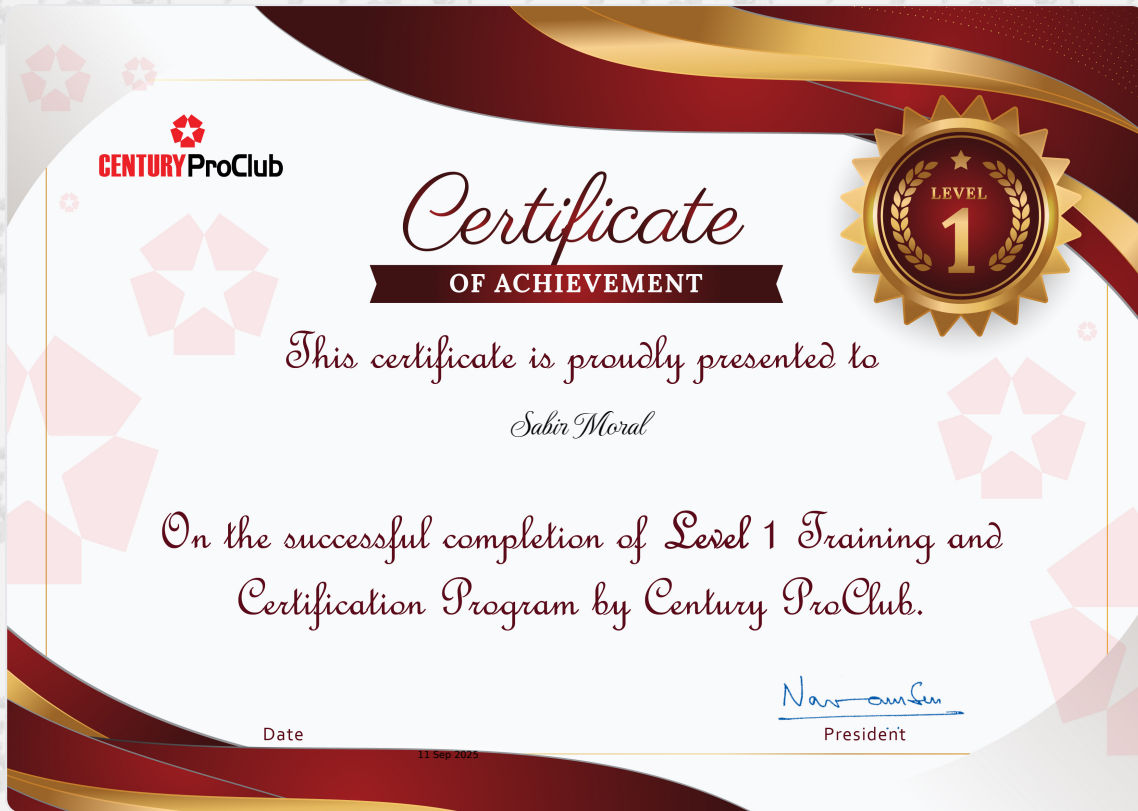 CENTURY ProClub
LEVEL
1
Certificate
OF ACHIEVEMENT
This certificate is proudly presented to
Sabir Moral
On the successful completion of Level 1 Training and
Certification Program by Century ProClub.
Date
President
11 Sep 2025